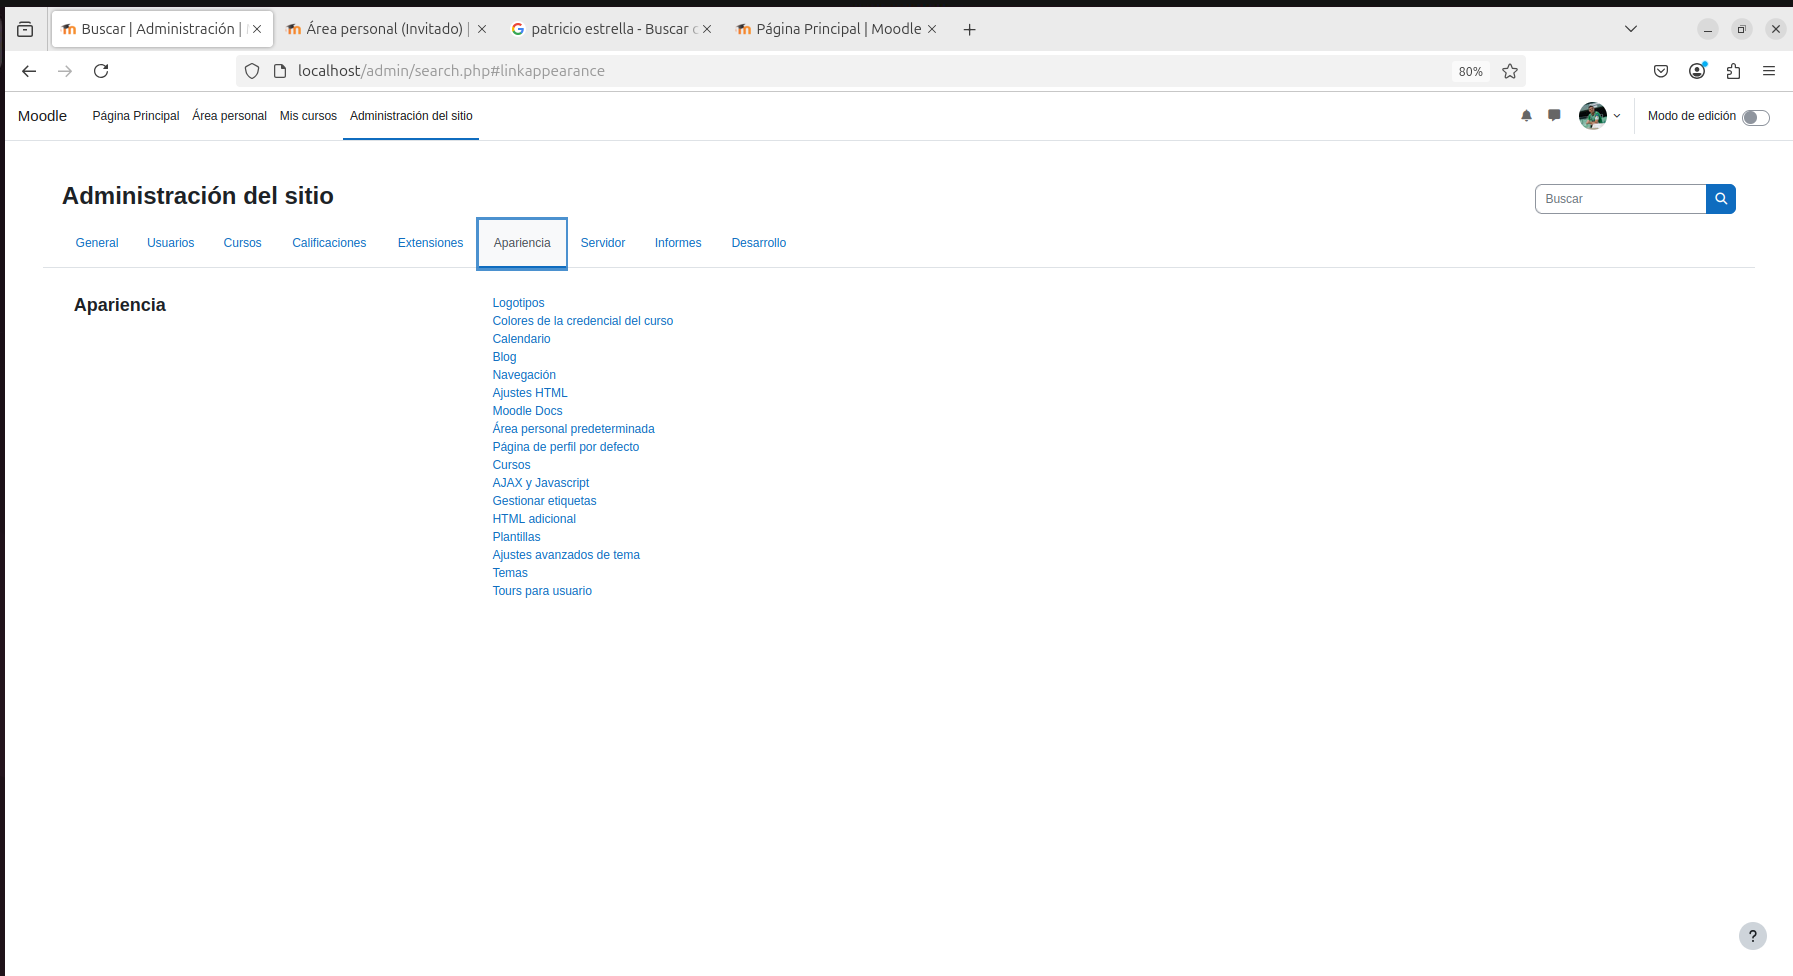 Buscar | Administración |
Área personal (Invitado) |
patricio estrella - Buscar
Página Principal | Moodle
localhost/admin/search.php#linkappearance
80%
Moodle
Página Principal
Área personal
Mis cursos
Administración del sitio
Modo de edición
Administración del sitio
Buscar
General
Usuarios
Cursos
Calificaciones
Extensiones
Apariencia
Servidor
Informes
Desarrollo
Apariencia
Logotipos
Colores de la credencial del curso
Calendario
Blog
Navegación
Ajustes HTML
Moodle Docs
Área personal predeterminada
Página de perfil por defecto
Cursos
AJAX y Javascript
Gestionar etiquetas
HTML adicional
Plantillas
Ajustes avanzados de tema
Temas
Tours para usuario
?